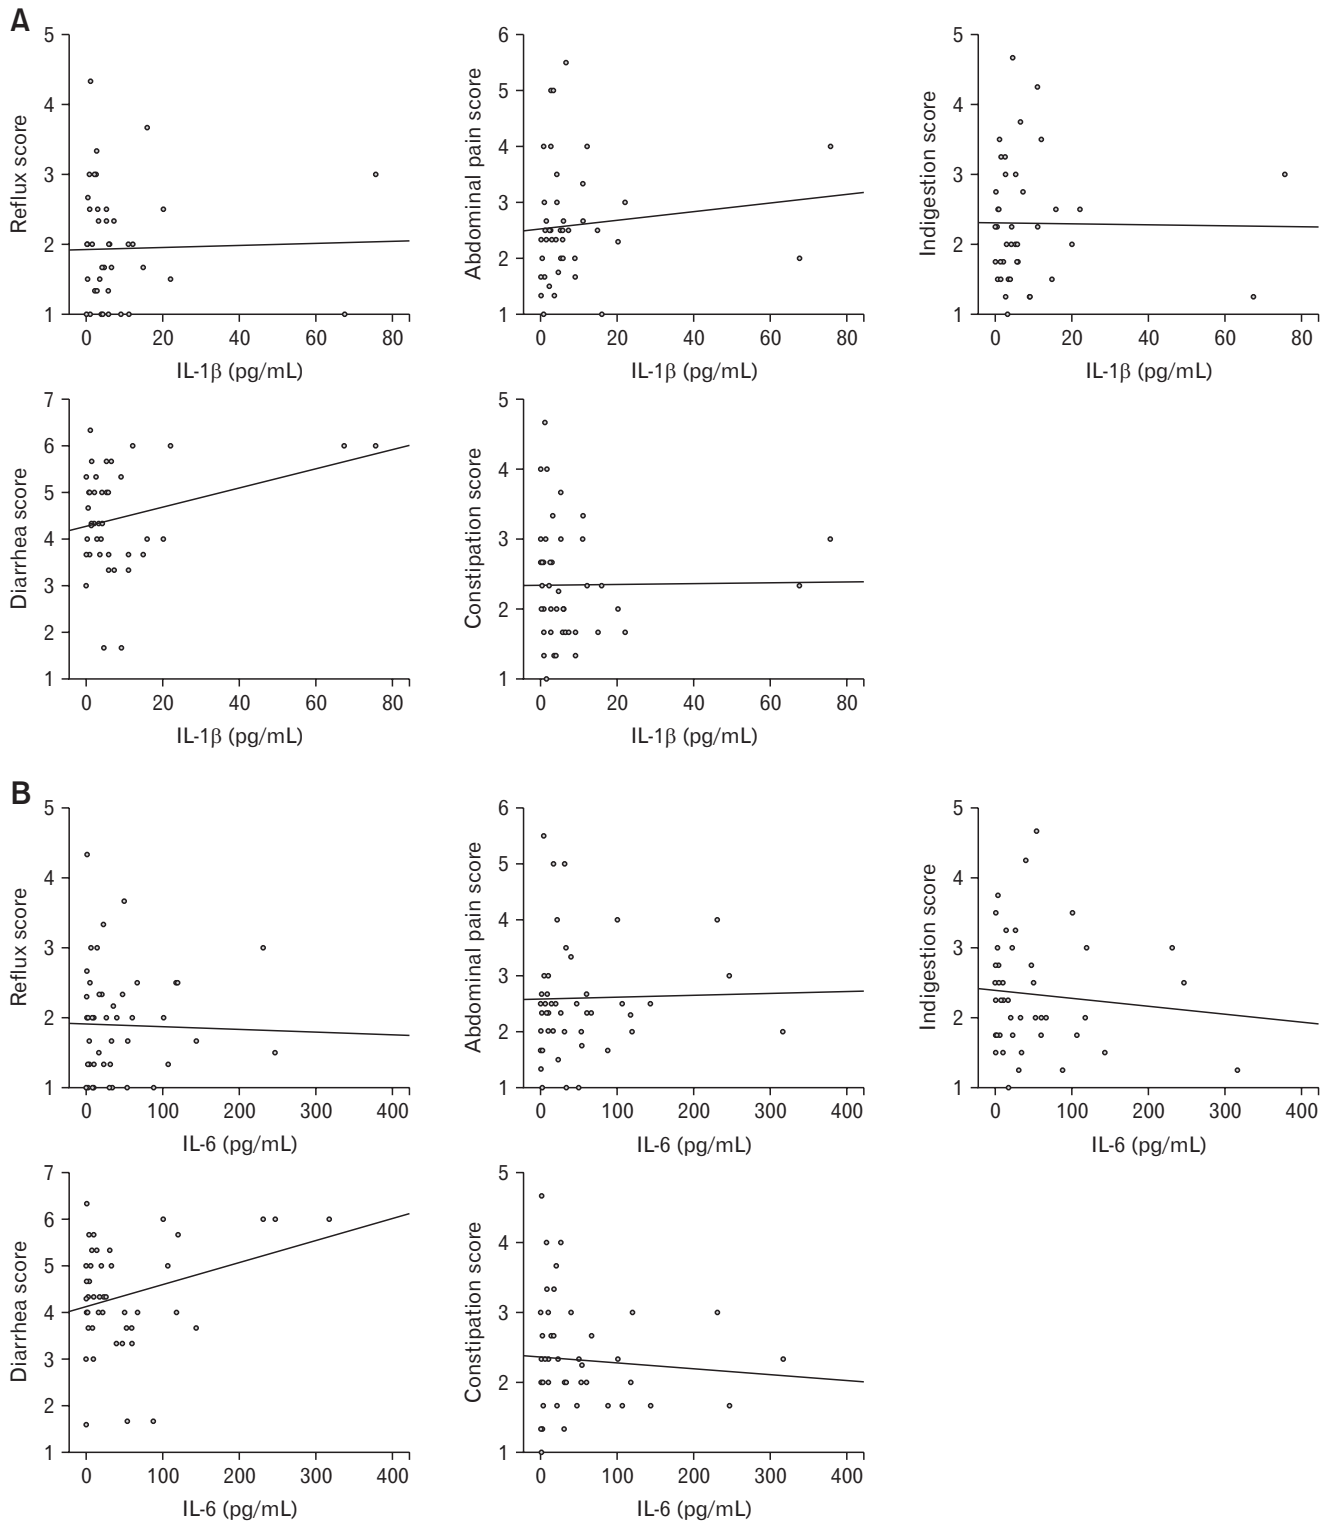 A
Reflux score
5
4
3
2
1
0 20 40 60 80
IL-1β (pg/mL)
Abdominal pain score
6
5
4
3
2
1
0 20 40 60 80
IL-1β (pg/mL)
Indigestion score
5
4
3
2
1
0 20 40 60 80
IL-1β (pg/mL)
Diarrhea score
7
6
5
4
3
2
1
0 20 40 60 80
IL-1β (pg/mL)
Constipation score
5
4
3
2
1
0 20 40 60 80
IL-1β (pg/mL)
B
Reflux score
5
4
3
2
1
0 100 200 300 400
IL-6 (pg/mL)
Abdominal pain score
6
5
4
3
2
1
0 100 200 300 400
IL-6 (pg/mL)
Indigestion score
5
4
3
2
1
0 100 200 300 400
IL-6 (pg/mL)
Diarrhea score
7
6
5
4
3
2
1
0 100 200 300 400
IL-6 (pg/mL)
Constipation score
5
4
3
2
1
0 100 200 300 400
IL-6 (pg/mL)